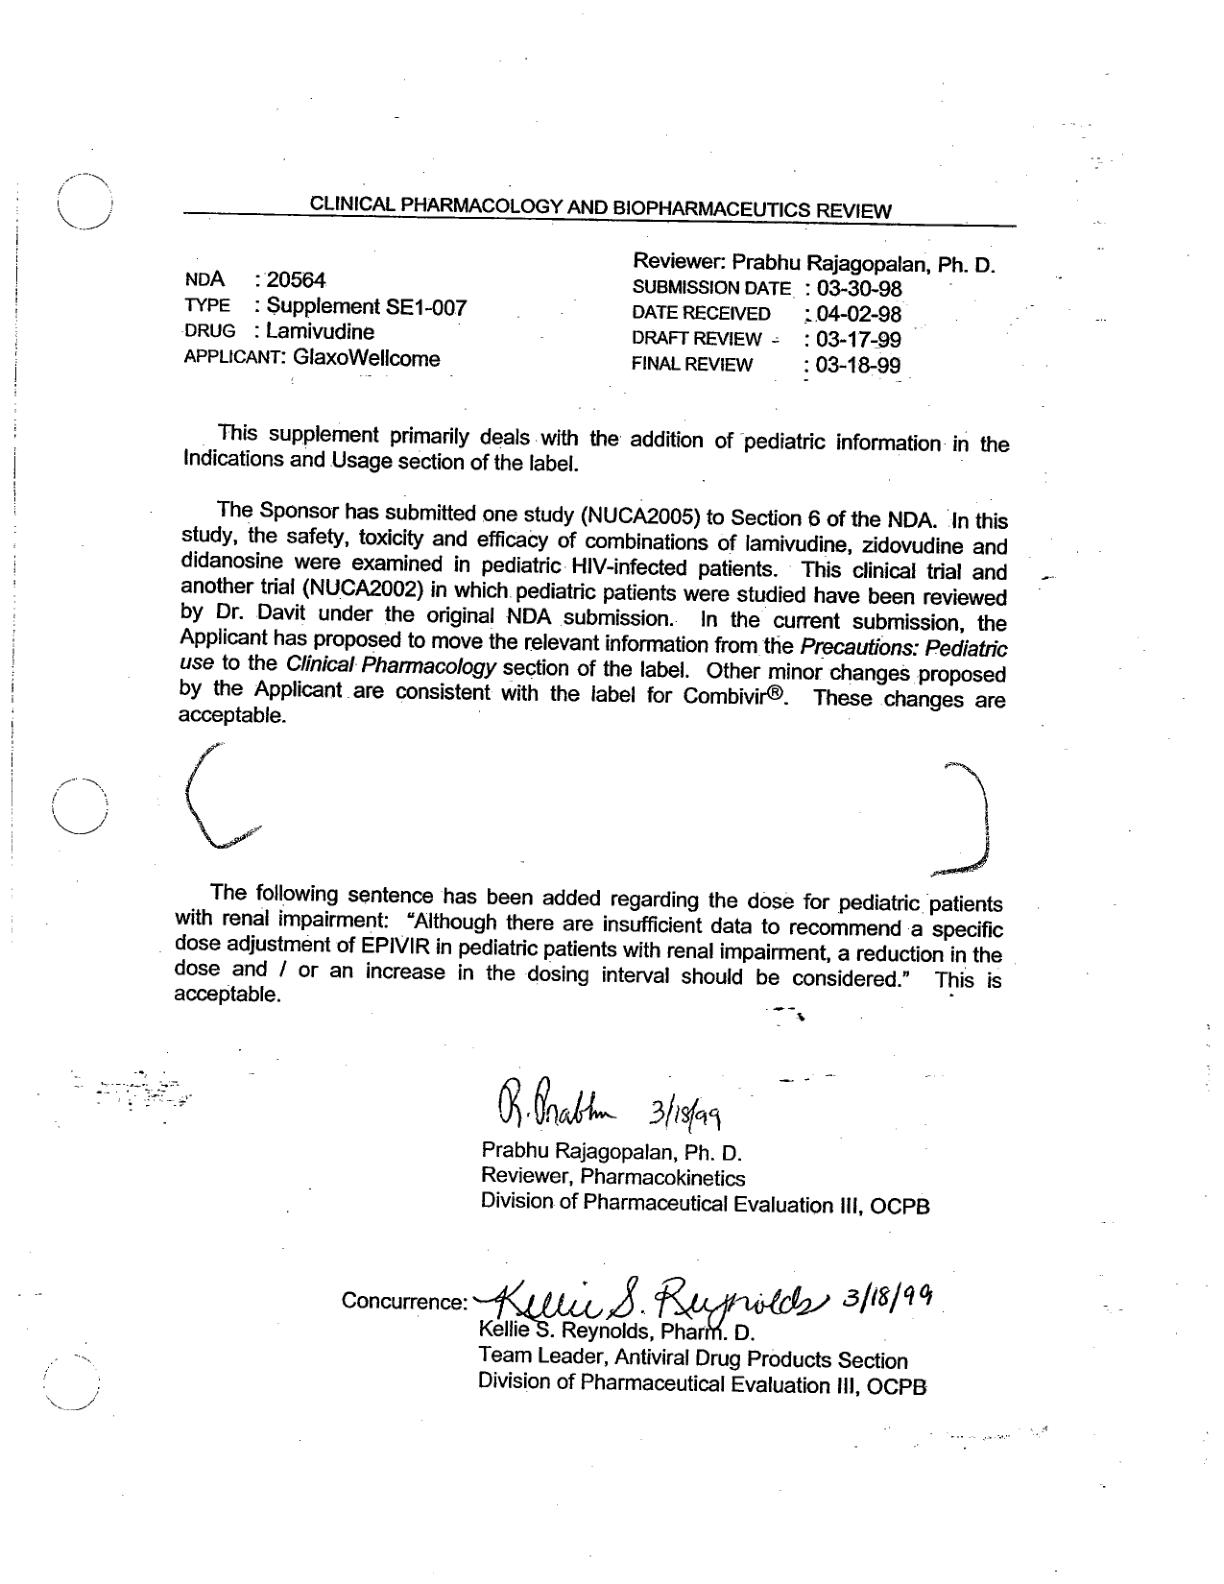 CLINICAL PHARMACOLOGY AND BIOPHARMACEUTICS REVIEW
NDA : 20564
TYPE : Supplement SE1-007
DRUG : Lamivudine
APPLICANT: GlaxoWellcome
Reviewer: Prabhu Rajagopalan, Ph. D.
SUBMISSION DATE : 03-30-98
DATE RECEIVED : 04-02-98
DRAFT REVIEW : 03-17-99
FINAL REVIEW : 03-18-99
This supplement primarily deals with the addition of pediatric information in the
Indications and Usage section of the label.
The Sponsor has submitted one study (NUCA2005) to Section 6 of the NDA. In this
study, the safety, toxicity and efficacy of combinations of lamivudine, zidovudine and
didanosine were examined in pediatric HIV-infected patients. This clinical trial and
another trial (NUCA2002) in which pediatric patients were studied have been reviewed
by Dr. Davit under the original NDA submission. In the current submission, the
Applicant has proposed to move the relevant information from the Precautions: Pediatric
use to the Clinical Pharmacology section of the label. Other minor changes proposed
by the Applicant are consistent with the label for Combivir®. These changes are
acceptable.
The following sentence has been added regarding the dose for pediatric patients
with renal impairment: “Although there are insufficient data to recommend a specific
dose adjustment of EPIVIR in pediatric patients with renal impairment, a reduction in the
dose and / or an increase in the dosing interval should be considered.” This is
acceptable.
R. Prabhu 3/18/99
Prabhu Rajagopalan, Ph. D.
Reviewer, Pharmacokinetics
Division of Pharmaceutical Evaluation III, OCPB
Concurrence: Kellie S. Reynolds 3/18/99
Kellie S. Reynolds, Pharm. D.
Team Leader, Antiviral Drug Products Section
Division of Pharmaceutical Evaluation III, OCPB